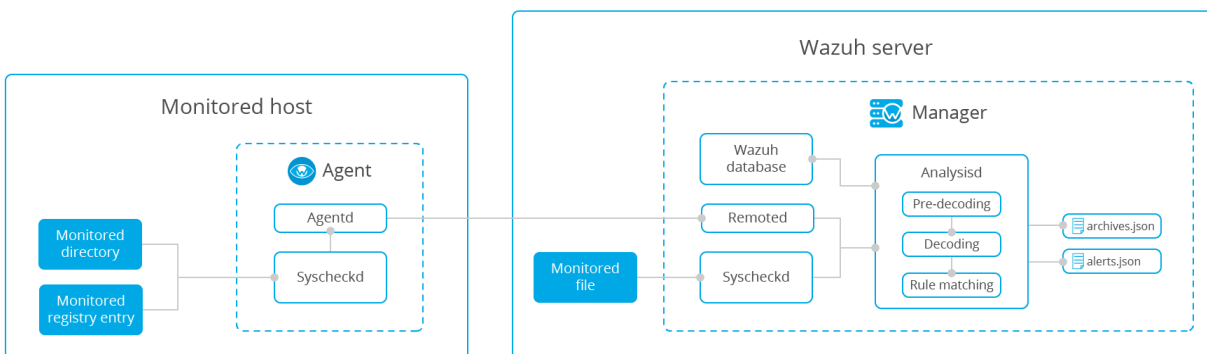 Wazuh server
Monitored host
Manager
Agent
Wazuh
database
Analysisd
Pre-decoding
Agentd
Remoted
archives.json
Monitored
directory
Decoding
Monitored
file
Syscheckd
Syscheckd
alerts.json
Rule matching
Monitored
registry entry